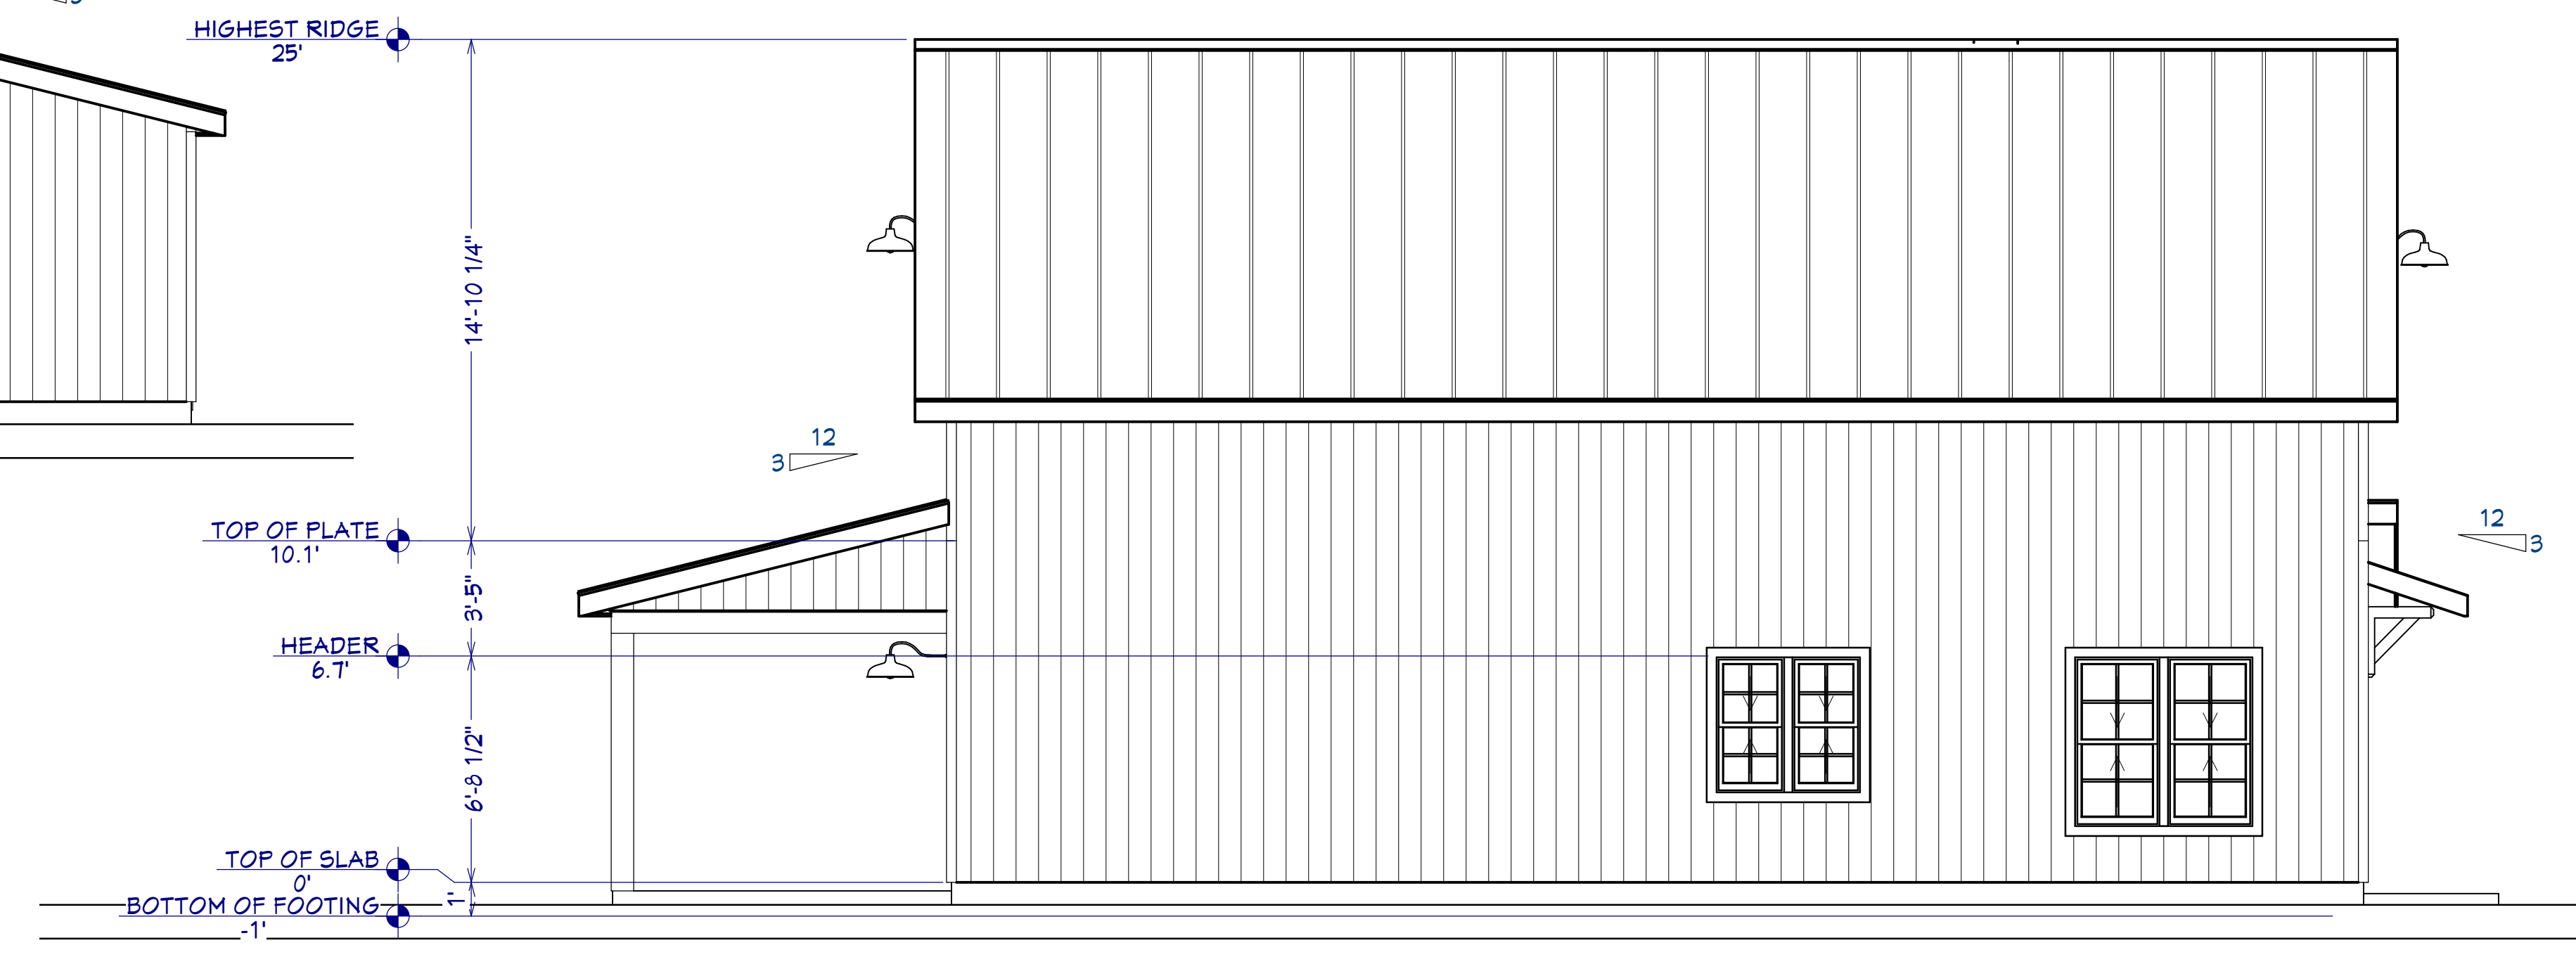 HIGHEST RIDGE
25'
14'-10 1/4"
12
3
TOP OF PLATE
10.1'
12
3
3'-5"
HEADER
6.7'
6'-8 1/2"
TOP OF SLAB
0'
1'
BOTTOM OF FOOTING
-1'